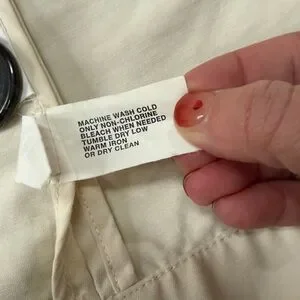 MACHINE WASH COLD
ONLY NON-CHLORINE
BLEACH WHEN NEEDED
TUMBLE DRY LOW
WARM IRON
OR DRY CLEAN